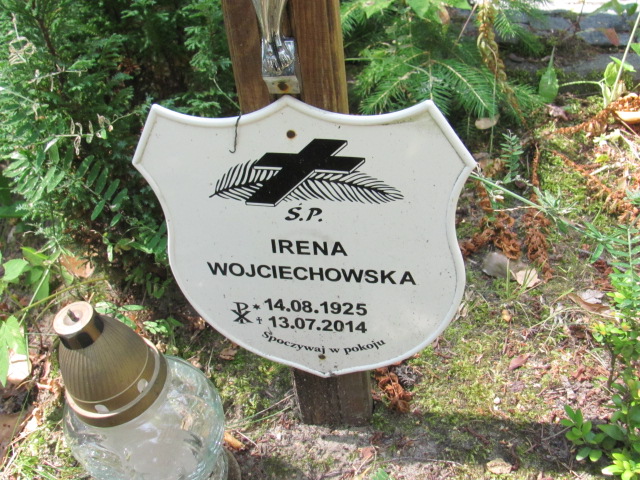 Ś.P.
IRENA
WOJCIECHOWSKA
* 14.08.1925
† 13.07.2014
Spoczywaj w pokoju